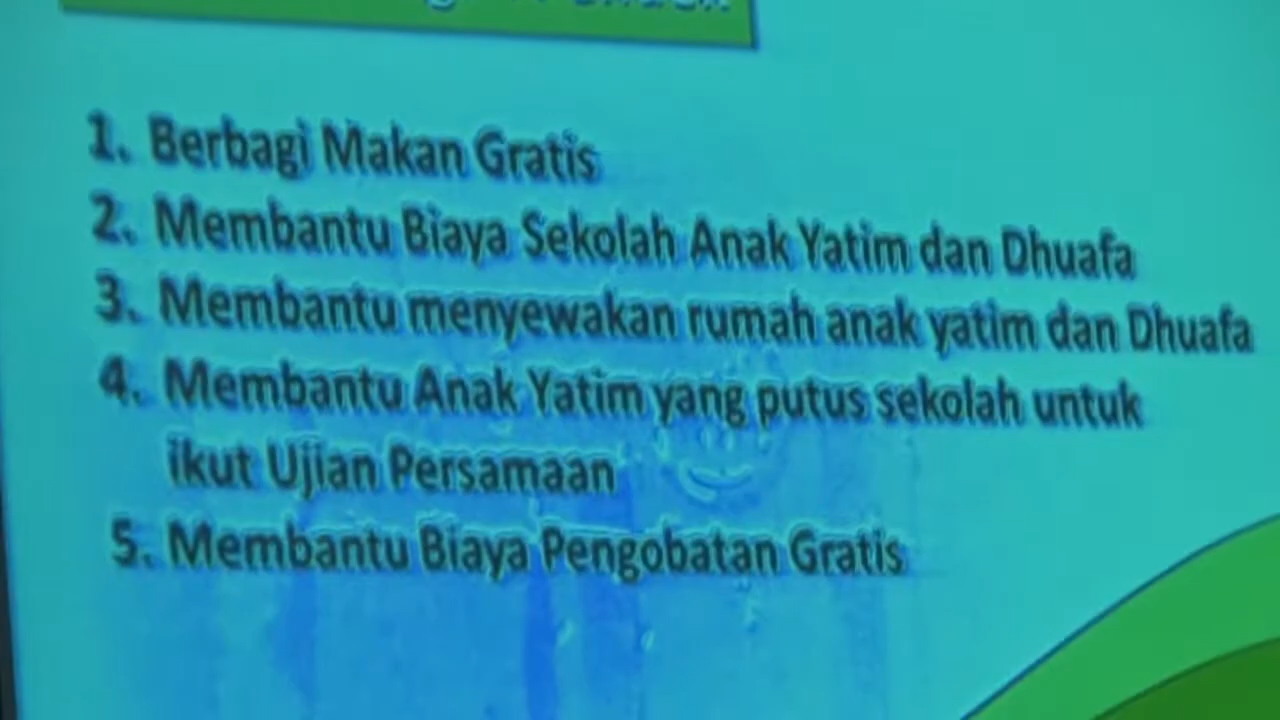 1. Berbagi Makan Gratis
2. Membantu Biaya Sekolah Anak Yatim dan Dhuafa
3. Membantu menyewakan rumah anak yatim dan Dhuafa
4. Membantu Anak Yatim yang putus sekolah untuk
ikut Ujian Persamaan
5. Membantu Biaya Pengobatan Gratis